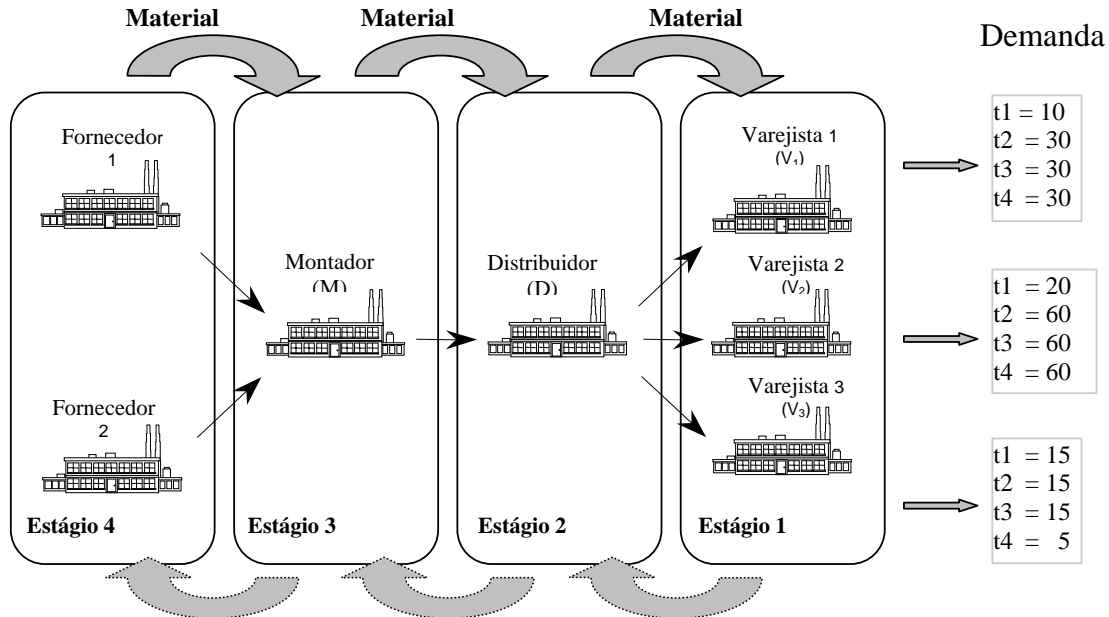 Material
Material
Material
Demanda
Fornecedor
1
Fornecedor
2
Estágio 4
Montador
(M)
Estágio 3
Distribuidor
(D)
Estágio 2
Varejista 1
(V1)
Varejista 2
(V2)
Varejista 3
(V3)
Estágio 1
t1 = 10
t2 = 30
t3 = 30
t4 = 30
t1 = 20
t2 = 60
t3 = 60
t4 = 60
t1 = 15
t2 = 15
t3 = 15
t4 = 5